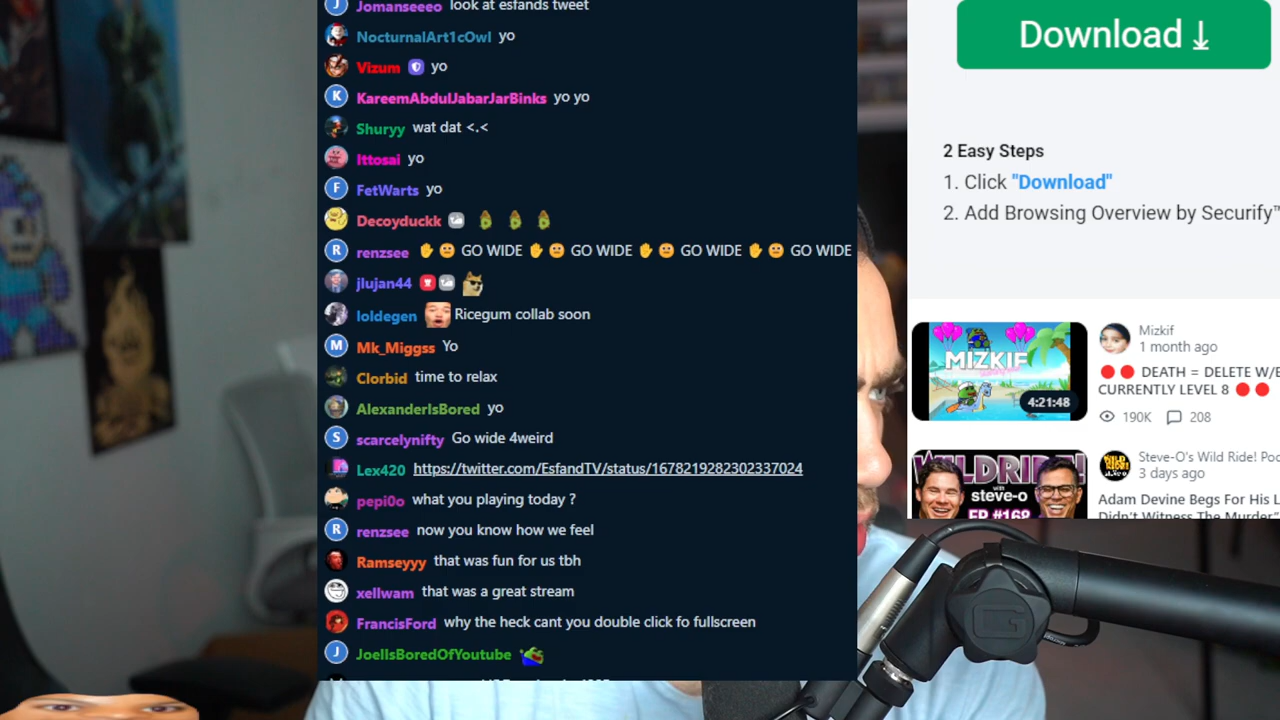 Jomanseeeo look at esfands tweet
NocturnalArt1cOwl yo
Vizum yo
K KareemAbdulJabarJarBinks yo yo
Shuryy wat dat <.<
Ittosai yo
F FetWarts yo
Decoyduckk
R renzsee GO WIDE GO WIDE GO WIDE GO WIDE
jlujan44
loldegen Ricegum collab soon
M Mk_Miggss Yo
Clorbid time to relax
AlexanderIsBored yo
S scarcelynifty Go wide 4weird
Lex420 https://twitter.com/EsfandTV/status/1678219282302337024
pepi0o what you playing today ?
R renzsee now you know how we feel
Ramseyyy that was fun for us tbh
xellwam that was a great stream
FrancisFord why the heck cant you double click fo fullscreen
J JoelIsBoredOfYoutube
Download
2 Easy Steps
1. Click "Download"
2. Add Browsing Overview by Securify™
MIZKIF
4:21:48
Mizkif
1 month ago
DEATH = DELETE W/
CURRENTLY LEVEL 8
190K 208
WILDRIDE!
with
steve-o
EP #168
Steve-O's Wild Ride!
3 days ago
Adam Devine Begs For His
Didn't Witness The Murder"
G